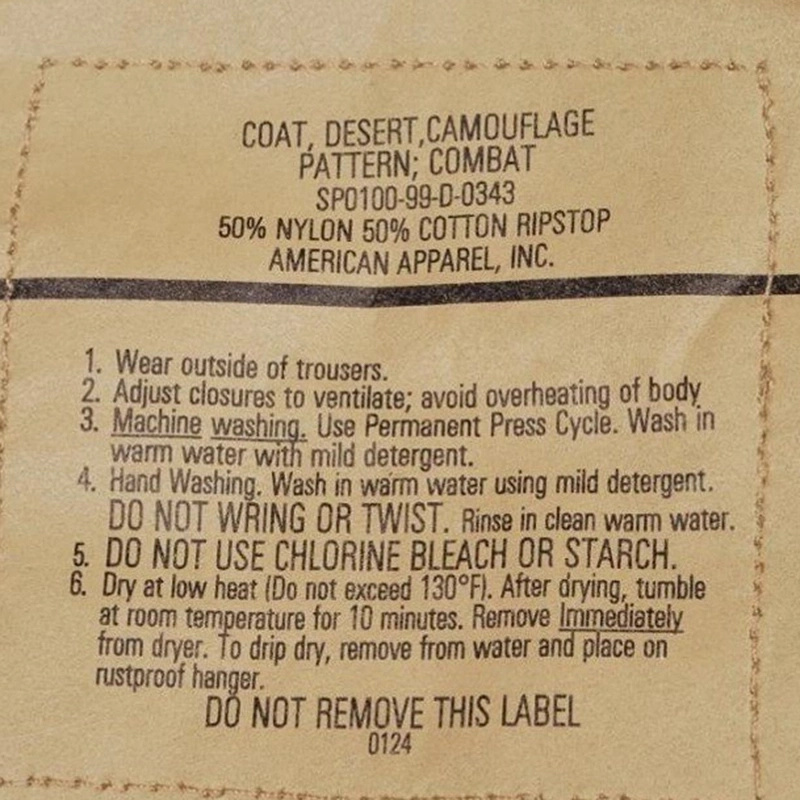 COAT, DESERT,CAMOUFLAGE
PATTERN; COMBAT
SPO100-99-D-0343
50% NYLON 50% COTTON RIPSTOP
AMERICAN APPAREL, INC.
1. Wear outside of trousers.
2. Adjust closures to ventilate; avoid overheating of body
3. Machine washing. Use Permanent Press Cycle. Wash in
warm water with mild detergent.
4. Hand Washing. Wash in warm water using mild detergent.
DO NOT WRING OR TWIST. Rinse in clean warm water.
5. DO NOT USE CHLORINE BLEACH OR STARCH.
6. Dry at low heat (Do not exceed 130°F). After drying, tumble
at room temperature for 10 minutes. Remove Immediately
from dryer. To drip dry, remove from water and place on
rustproof hanger.
DO NOT REMOVE THIS LABEL
0124